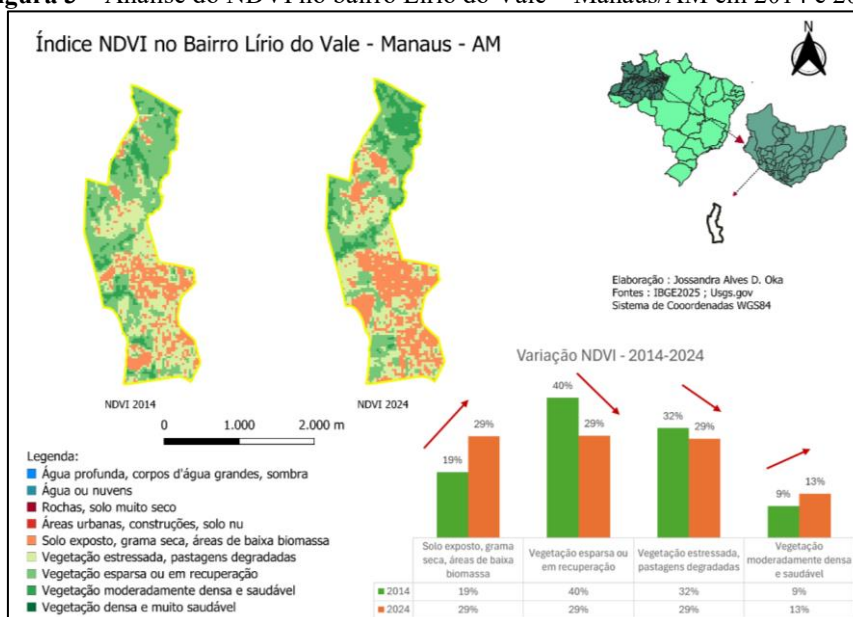 gura 3 – Análise do NDVI no bairro Lírio do Vale – Manaus/AM em 2014 e 20
Índice NDVI no Bairro Lírio do Vale - Manaus - AM
N
NDVI 2014
NDVI 2024
0 1.000 2.000 m
Elaboração : Jossandra Alves D. Oka
Fontes : IBGE2025 ; Usgs.gov
Sistema de Cooordenadas WGS84
Legenda:
Água profunda, corpos d'água grandes, sombra
Água ou nuvens
Rochas, solo muito seco
Áreas urbanas, construções, solo nu
Solo exposto, grama seca, áreas de baixa biomassa
Vegetação estressada, pastagens degradadas
Vegetação esparsa ou em recuperação
Vegetação moderadamente densa e saudável
Vegetação densa e muito saudável
Variação NDVI - 2014-2024
19% 29% 40% 29% 32% 29% 9% 13%
Solo exposto, grama
seca, áreas de baixa
biomassa
Vegetação esparsa ou
em recuperação
Vegetação estressada,
pastagens degradadas
Vegetação
moderadamente densa
e saudável
2014 19% 40% 32% 9%
2024 29% 29% 29% 13%